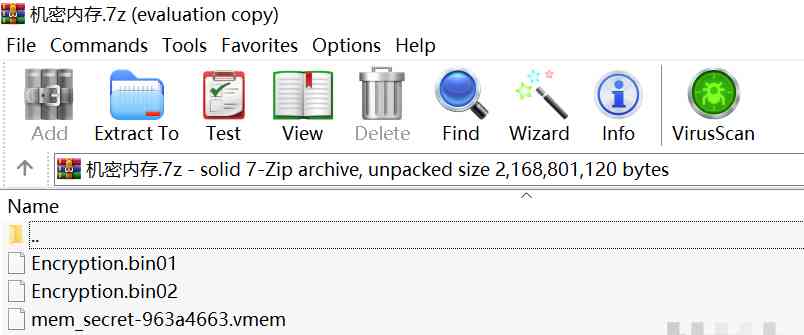 机密内存.7z (evaluation copy)
File Commands Tools Favorites Options Help
Add Extract To Test View Delete Find Wizard Info VirusScan
机密内存.7z - solid 7-Zip archive, unpacked size 2,168,801,120 bytes
Name
..
Encryption.bin01
Encryption.bin02
mem_secret-963a4663.vmem